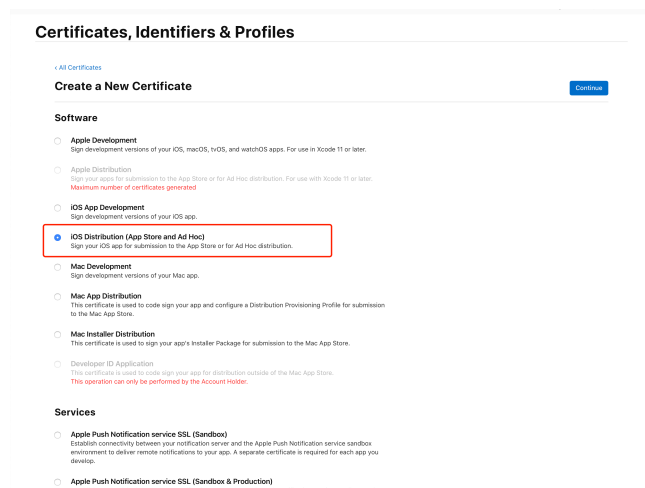 Certificates, Identifiers & Profiles
< All Certificates
Create a New Certificate
Continue
Software
Apple Development
Sign development versions of your iOS, macOS, tvOS, and watchOS apps. For use in Xcode 11 or later.
Apple Distribution
Sign your apps for submission to the App Store or for Ad Hoc distribution. For use with Xcode 11 or later.
Maximum number of certificates generated
iOS App Development
Sign development versions of your iOS app.
iOS Distribution (App Store and Ad Hoc)
Sign your iOS app for submission to the App Store or for Ad Hoc distribution.
Mac Development
Sign development versions of your Mac app.
Mac App Distribution
This certificate is used to code sign your app and configure a Distribution Provisioning Profile for submission
to the Mac App Store.
Mac Installer Distribution
This certificate is used to sign your app's Installer Package for submission to the Mac App Store.
Developer ID Application
This certificate is used to code sign your app for distribution outside of the Mac App Store.
This operation can only be performed by the Account Holder.
Services
Apple Push Notification service SSL (Sandbox)
Establish connectivity between your notification server and the Apple Push Notification service sandbox
environment to deliver remote notifications to your app. A separate certificate is required for each app you
develop.
Apple Push Notification service SSL (Sandbox & Production)